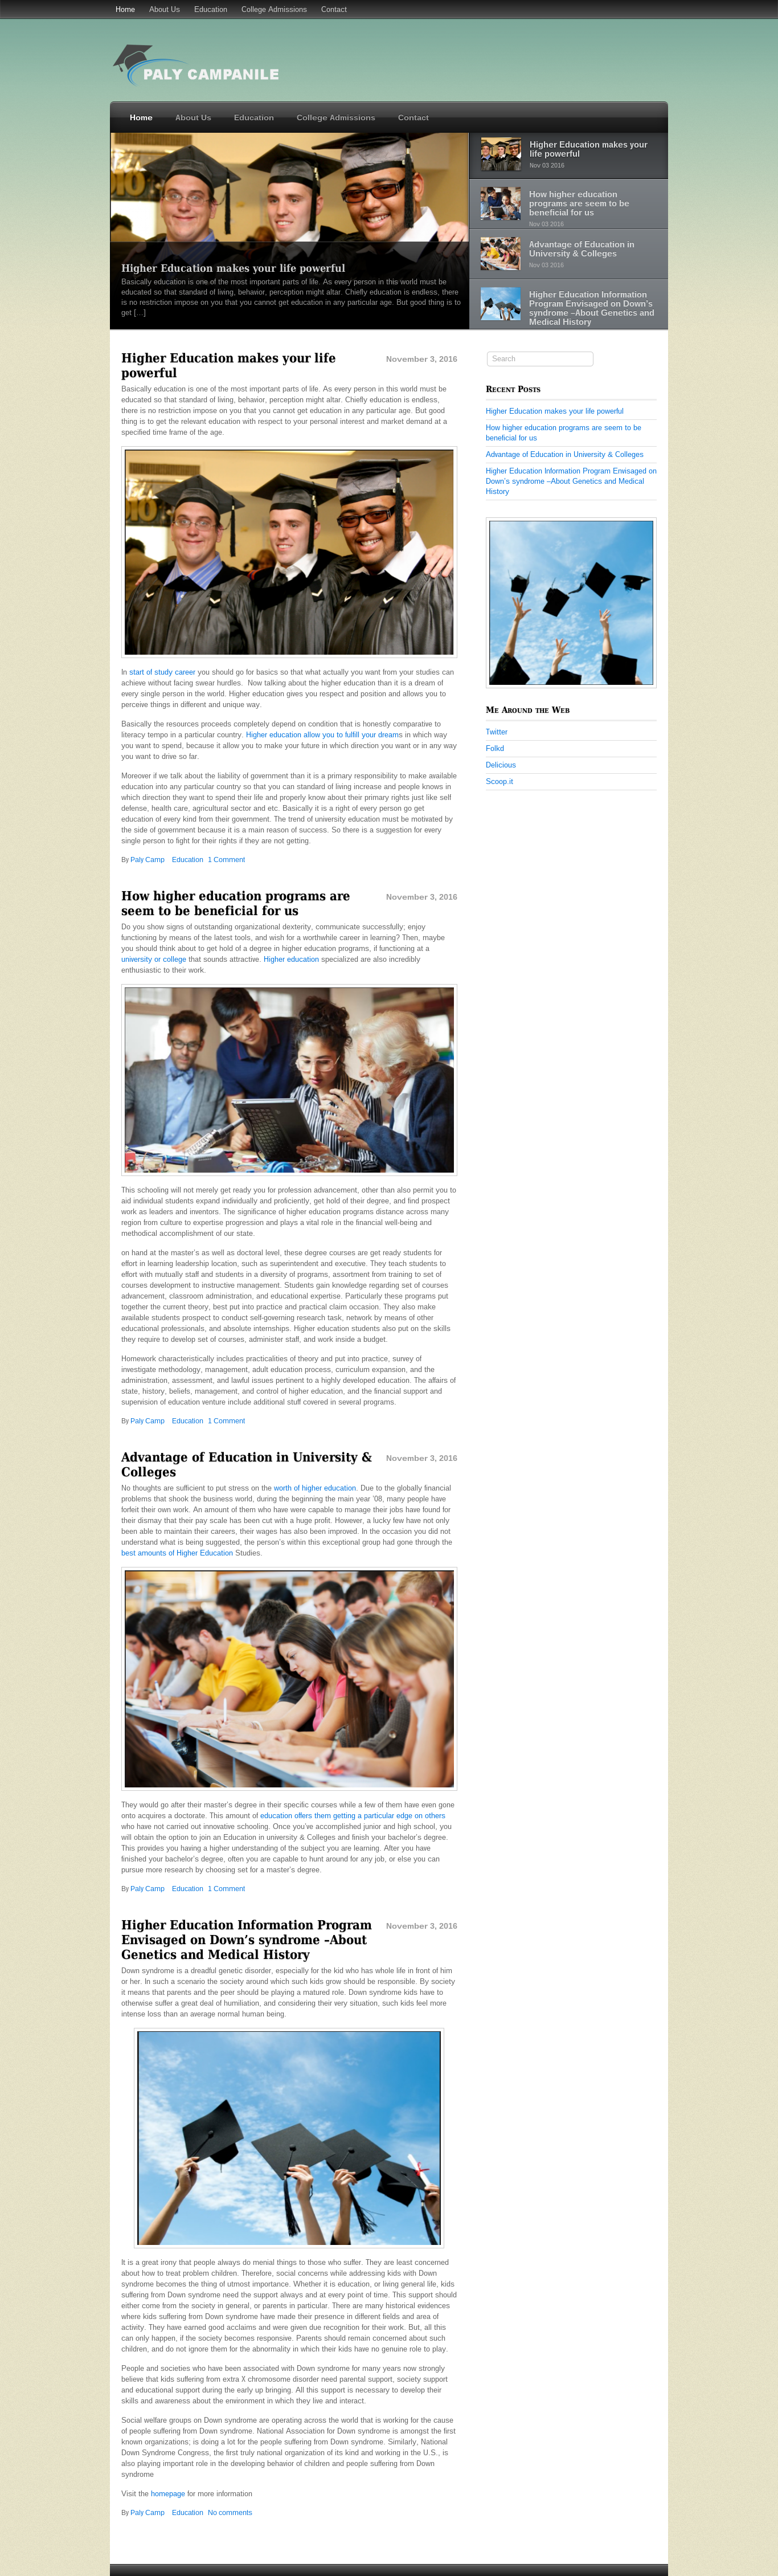 Home About Us Education College Admissions Contact
PALY CAMPANILE
Home About Us Education College Admissions Contact
Higher Education makes your life powerful
Basically education is one of the most important parts of life. As every person in this world must be
educated so that standard of living, behavior, perception might altar. Chiefly education is endless, there
is no restriction impose on you that you cannot get education in any particular age. But good thing is to
get […]
Higher Education makes your
life powerful
Nov 03 2016
How higher education
programs are seem to be
beneficial for us
Nov 03 2016
Advantage of Education in
University & Colleges
Nov 03 2016
Higher Education Information
Program Envisaged on Down's
syndrome –About Genetics and
Medical History
Higher Education makes your life
powerful
November 3, 2016
Basically education is one of the most important parts of life. As every person in this world must be
educated so that standard of living, behavior, perception might altar. Chiefly education is endless,
there is no restriction impose on you that you cannot get education in any particular age. But good
thing is to get the relevant education with respect to your personal interest and market demand at a
specified time frame of the age.
In start of study career you should go for basics so that what actually you want from your studies can
achieve without facing swear hurdles.  Now talking about the higher education than it is a dream of
every single person in the world. Higher education gives you respect and position and allows you to
perceive things in different and unique way.
Basically the resources proceeds completely depend on condition that is honestly comparative to
literacy tempo in a particular country. Higher education allow you to fulfill your dreams in which way
you want to spend, because it allow you to make your future in which direction you want or in any way
you want to drive so far.
Moreover if we talk about the liability of government than it is a primary responsibility to make available
education into any particular country so that you can standard of living increase and people knows in
which direction they want to spend their life and properly know about their primary rights just like self
defense, health care, agricultural sector and etc. Basically it is a right of every person go get
education of every kind from their government. The trend of university education must be motivated by
the side of government because it is a main reason of success. So there is a suggestion for every
single person to fight for their rights if they are not getting.
By Paly Camp Education 1 Comment
How higher education programs are
seem to be beneficial for us
November 3, 2016
Do you show signs of outstanding organizational dexterity, communicate successfully; enjoy
functioning by means of the latest tools, and wish for a worthwhile career in learning? Then, maybe
you should think about to get hold of a degree in higher education programs, if functioning at a
university or college that sounds attractive. Higher education specialized are also incredibly
enthusiastic to their work.
This schooling will not merely get ready you for profession advancement, other than also permit you to
aid individual students expand individually and proficiently, get hold of their degree, and find prospect
work as leaders and inventors. The significance of higher education programs distance across many
region from culture to expertise progression and plays a vital role in the financial well-being and
methodical accomplishment of our state.
on hand at the master's as well as doctoral level, these degree courses are get ready students for
effort in learning leadership location, such as superintendent and executive. They teach students to
effort with mutually staff and students in a diversity of programs, assortment from training to set of
courses development to instructive management. Students gain knowledge regarding set of courses
advancement, classroom administration, and educational expertise. Particularly these programs put
together the current theory, best put into practice and practical claim occasion. They also make
available students prospect to conduct self-governing research task, network by means of other
educational professionals, and absolute internships. Higher education students also put on the skills
they require to develop set of courses, administer staff, and work inside a budget.
Homework characteristically includes practicalities of theory and put into practice, survey of
investigate methodology, management, adult education process, curriculum expansion, and the
administration, assessment, and lawful issues pertinent to a highly developed education. The affairs of
state, history, beliefs, management, and control of higher education, and the financial support and
supervision of education venture include additional stuff covered in several programs.
By Paly Camp Education 1 Comment
Advantage of Education in University &
Colleges
November 3, 2016
No thoughts are sufficient to put stress on the worth of higher education. Due to the globally financial
problems that shook the business world, during the beginning the main year '08, many people have
forfeit their own work. An amount of them who have were capable to manage their jobs have found for
their dismay that their pay scale has been cut with a huge profit. However, a lucky few have not only
been able to maintain their careers, their wages has also been improved. In the occasion you did not
understand what is being suggested, the person's within this exceptional group had gone through the
best amounts of Higher Education Studies.
They would go after their master's degree in their specific courses while a few of them have even gone
onto acquires a doctorate. This amount of education offers them getting a particular edge on others
who have not carried out innovative schooling. Once you've accomplished junior and high school, you
will obtain the option to join an Education in university & Colleges and finish your bachelor's degree.
This provides you having a higher understanding of the subject you are learning. After you have
finished your bachelor's degree, often you are capable to hunt around for any job, or else you can
pursue more research by choosing set for a master's degree.
By Paly Camp Education 1 Comment
Higher Education Information Program
Envisaged on Down's syndrome –About
Genetics and Medical History
November 3, 2016
Down syndrome is a dreadful genetic disorder, especially for the kid who has whole life in front of him
or her. In such a scenario the society around which such kids grow should be responsible. By society
it means that parents and the peer should be playing a matured role. Down syndrome kids have to
otherwise suffer a great deal of humiliation, and considering their very situation, such kids feel more
intense loss than an average normal human being.
It is a great irony that people always do menial things to those who suffer. They are least concerned
about how to treat problem children. Therefore, social concerns while addressing kids with Down
syndrome becomes the thing of utmost importance. Whether it is education, or living general life, kids
suffering from Down syndrome need the support always and at every point of time. This support should
either come from the society in general, or parents in particular. There are many historical evidences
where kids suffering from Down syndrome have made their presence in different fields and area of
activity. They have earned good acclaims and were given due recognition for their work. But, all this
can only happen, if the society becomes responsive. Parents should remain concerned about such
children, and do not ignore them for the abnormality in which their kids have no genuine role to play.
People and societies who have been associated with Down syndrome for many years now strongly
believe that kids suffering from extra X chromosome disorder need parental support, society support
and educational support during the early up bringing. All this support is necessary to develop their
skills and awareness about the environment in which they live and interact.
Social welfare groups on Down syndrome are operating across the world that is working for the cause
of people suffering from Down syndrome. National Association for Down syndrome is amongst the first
known organizations; is doing a lot for the people suffering from Down syndrome. Similarly, National
Down Syndrome Congress, the first truly national organization of its kind and working in the U.S., is
also playing important role in the developing behavior of children and people suffering from Down
syndrome
Visit the homepage for more information
By Paly Camp Education No comments
Search
Recent Posts
Higher Education makes your life powerful
How higher education programs are seem to be
beneficial for us
Advantage of Education in University & Colleges
Higher Education Information Program Envisaged on
Down's syndrome –About Genetics and Medical
History
Me Around the Web
Twitter
Folkd
Delicious
Scoop.it